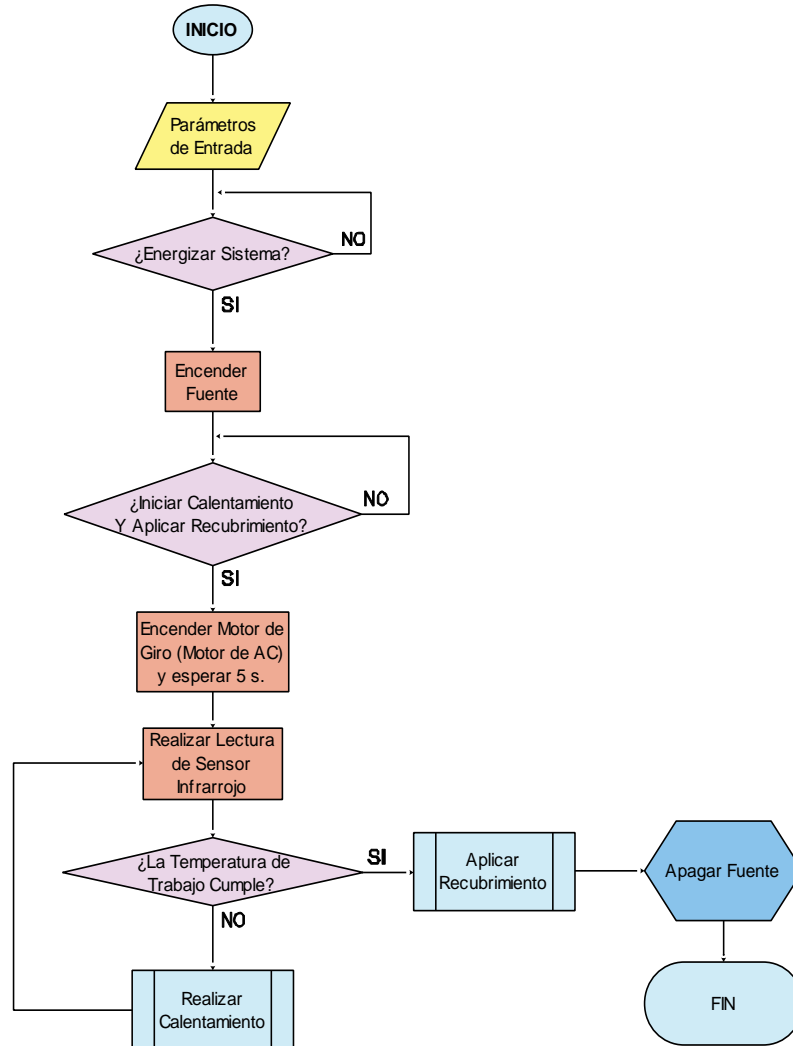 INICIO
Parámetros
de Entrada
NO
¿Energizar Sistema?
SI
Encender
Fuente
NO
¿Iniciar Calentamiento
Y Aplicar Recubrimiento?
SI
Encender Motor de
Giro (Motor de AC)
y esperar 5 s.
Realizar Lectura
de Sensor
Infrarrojo
¿La Temperatura de
Trabajo Cumple?
SI
Aplicar
Recubrimiento
Apagar Fuente
NO
Realizar
Calentamiento
FIN